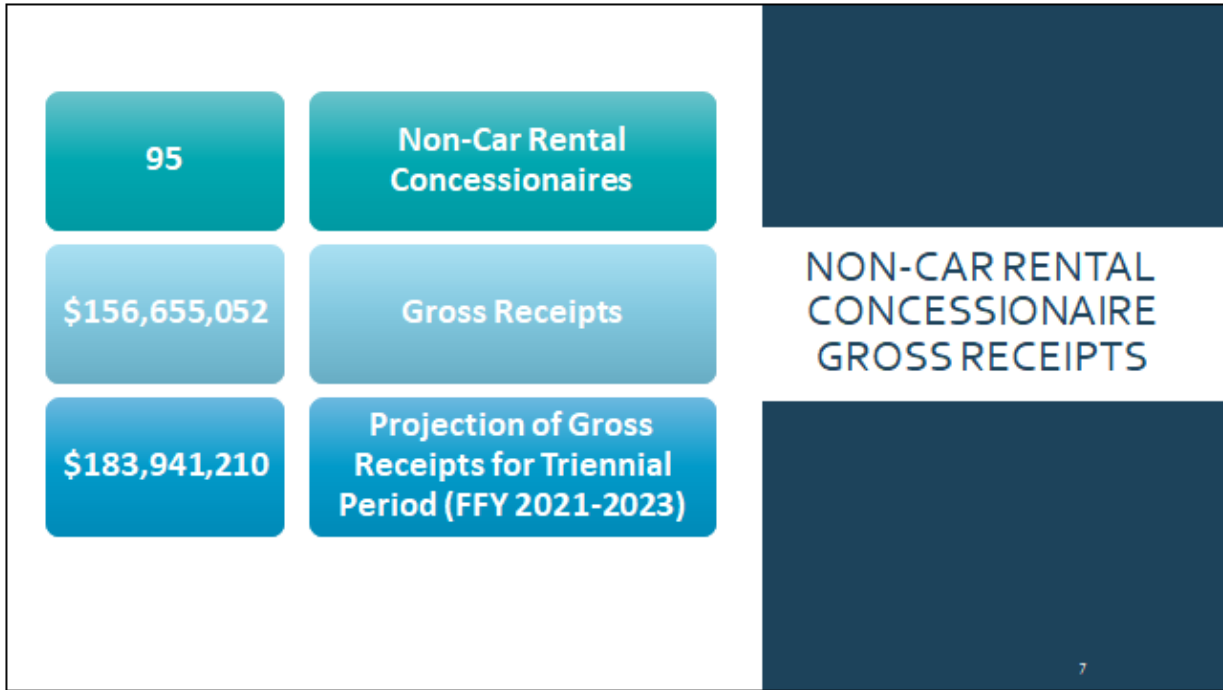 95
Non-Car Rental
Concessionaires
$156,655,052
Gross Receipts
$183,941,210
Projection of Gross
Receipts for Triennial
Period (FFY 2021-2023)
NON-CAR RENTAL
CONCESSIONAIRE
GROSS RECEIPTS
7